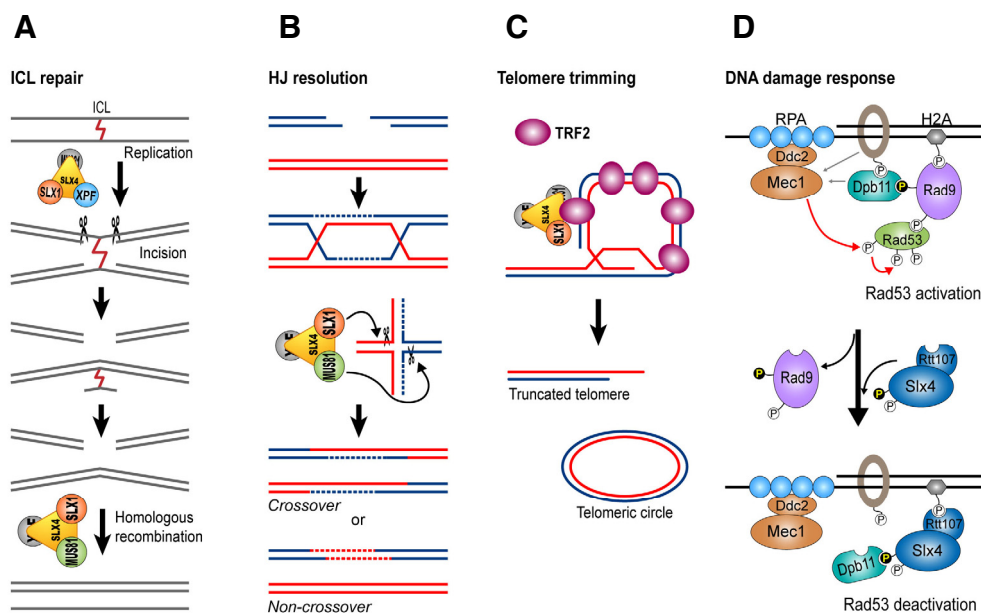 A
ICL repair
ICL
Replication
SLX4
SLX1
XPF
Incision
SLX1
SLX4
MUS81
Homologous
recombination
B
HJ resolution
SLX1
SLX4
MUS81
Crossover
or
Non-crossover
C
Telomere trimming
TRF2
SLX4
SLX1
Truncated telomere
Telomeric circle
D
DNA damage response
RPA
H2A
Ddc2
Mec1
P
Dpb11
P
P
Rad9
P
Rad53
P
P
P
Rad53 activation
P
Rad9
P
Rtt107
P
Slx4
P
Ddc2
Mec1
P
P
Rtt107
Dpb11
P
Slx4
P
Rad53 deactivation